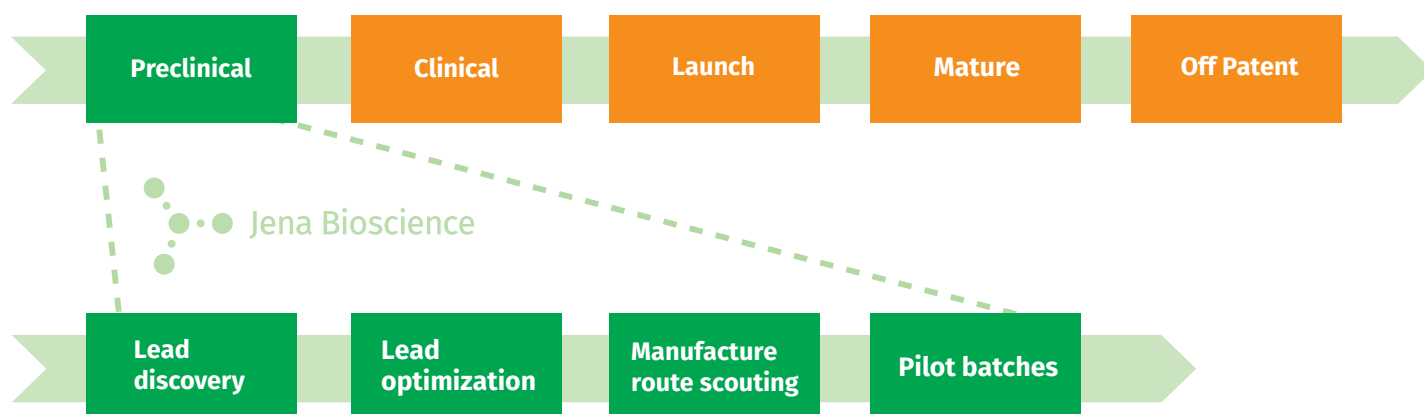 Preclinical
Clinical
Launch
Mature
Off Patent
Jena Bioscience
Lead
discovery
Lead
optimization
Manufacture
route scouting
Pilot batches